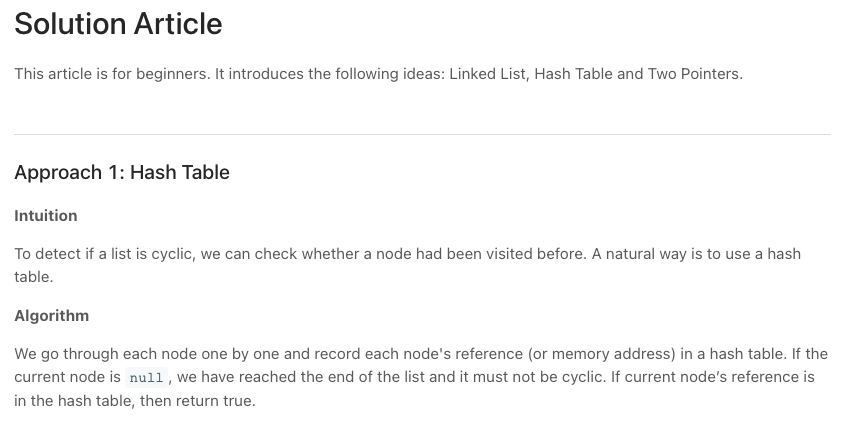 Solution Article
This article is for beginners. It introduces the following ideas: Linked List, Hash Table and Two Pointers.
Approach 1: Hash Table
Intuition
To detect if a list is cyclic, we can check whether a node had been visited before. A natural way is to use a hash
table.
Algorithm
We go through each node one by one and record each node's reference (or memory address) in a hash table. If the
current node is null, we have reached the end of the list and it must not be cyclic. If current node’s reference is
in the hash table, then return true.